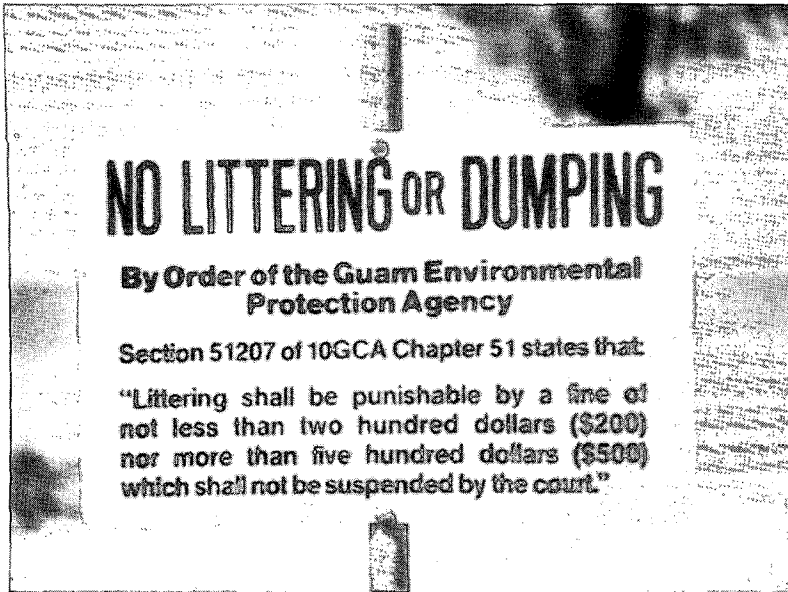 NO LITTERING OR DUMPING
By Order of the Guam Environmental
Protection Agency
Section 51207 of 10GCA Chapter 51 states that:
"Littering shall be punishable by a fine of
not less than two hundred dollars ($200)
nor more than five hundred dollars ($500)
which shall not be suspended by the court."